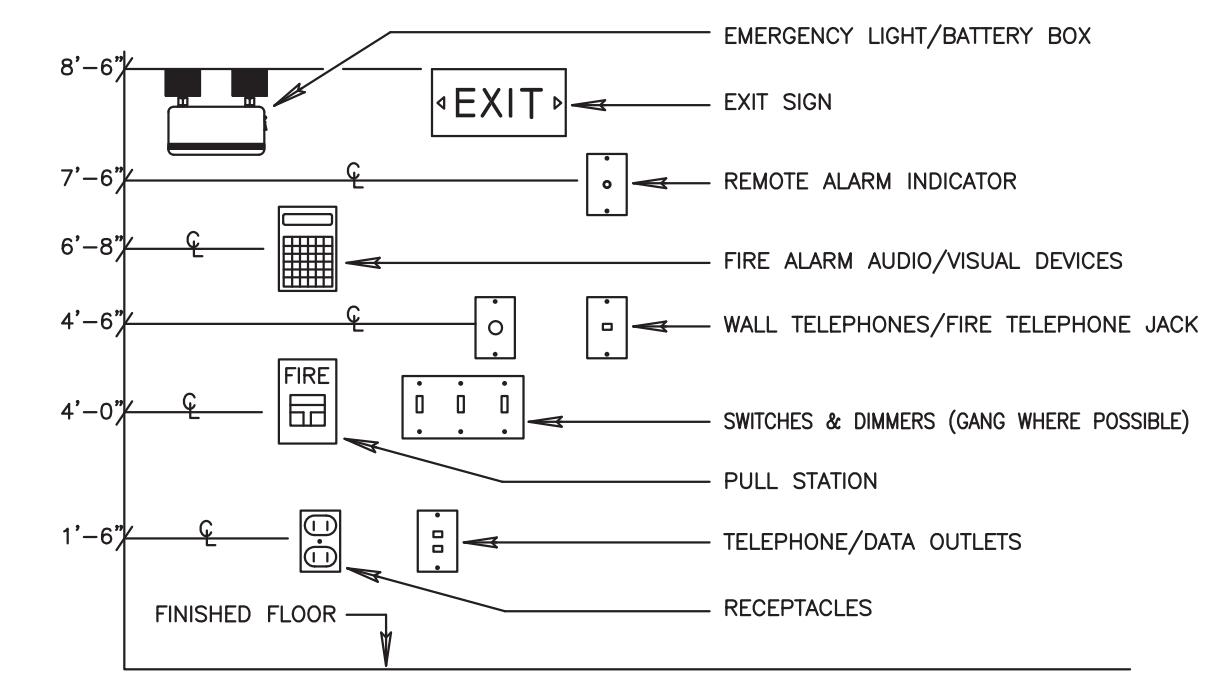 EMERGENCY LIGHT/BATTERY BOX
8'-6"
EXIT
EXIT SIGN
7'-6"
℄
REMOTE ALARM INDICATOR
6'-8"
℄
FIRE ALARM AUDIO/VISUAL DEVICES
4'-6"
℄
WALL TELEPHONES/FIRE TELEPHONE JACK
FIRE
4'-0"
℄
SWITCHES & DIMMERS (GANG WHERE POSSIBLE)
PULL STATION
1'-6"
℄
TELEPHONE/DATA OUTLETS
RECEPTACLES
FINISHED FLOOR